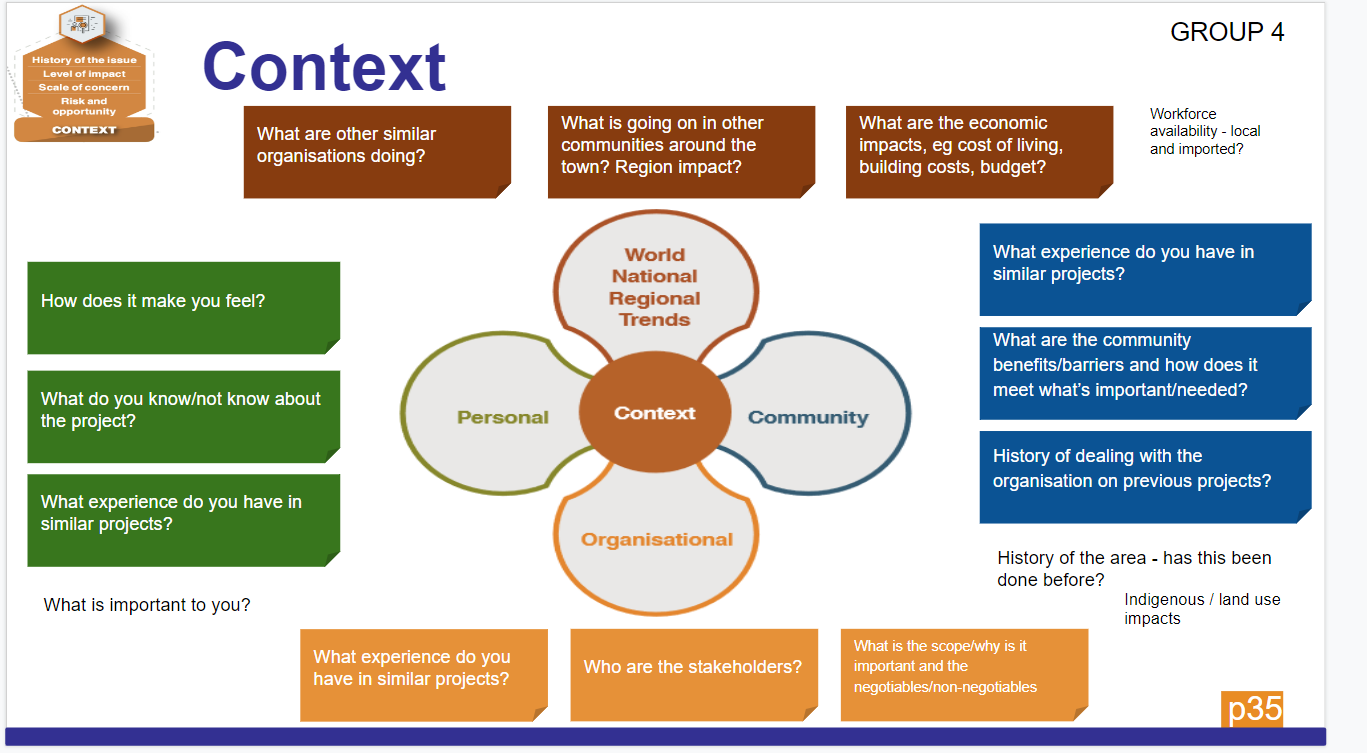 History of the issue
Level of impact
Scale of concern
Risk and
opportunity
CONTEXT
Context
GROUP 4
What are other similar
organisations doing?
What is going on in other
communities around the
town? Region impact?
What are the economic
impacts, eg cost of living,
building costs, budget?
Workforce
availability - local
and imported?
How does it make you feel?
What do you know/not know about
the project?
What experience do you have in
similar projects?
What is important to you?
World
National
Regional
Trends
Personal
Context
Community
Organisational
What experience do you have in
similar projects?
What are the community
benefits/barriers and how does it
meet what’s important/needed?
History of dealing with the
organisation on previous projects?
History of the area - has this been
done before?
Indigenous / land use
impacts
What experience do you
have in similar projects?
Who are the stakeholders?
What is the scope/why is it
important and the
negotiables/non-negotiables
p35